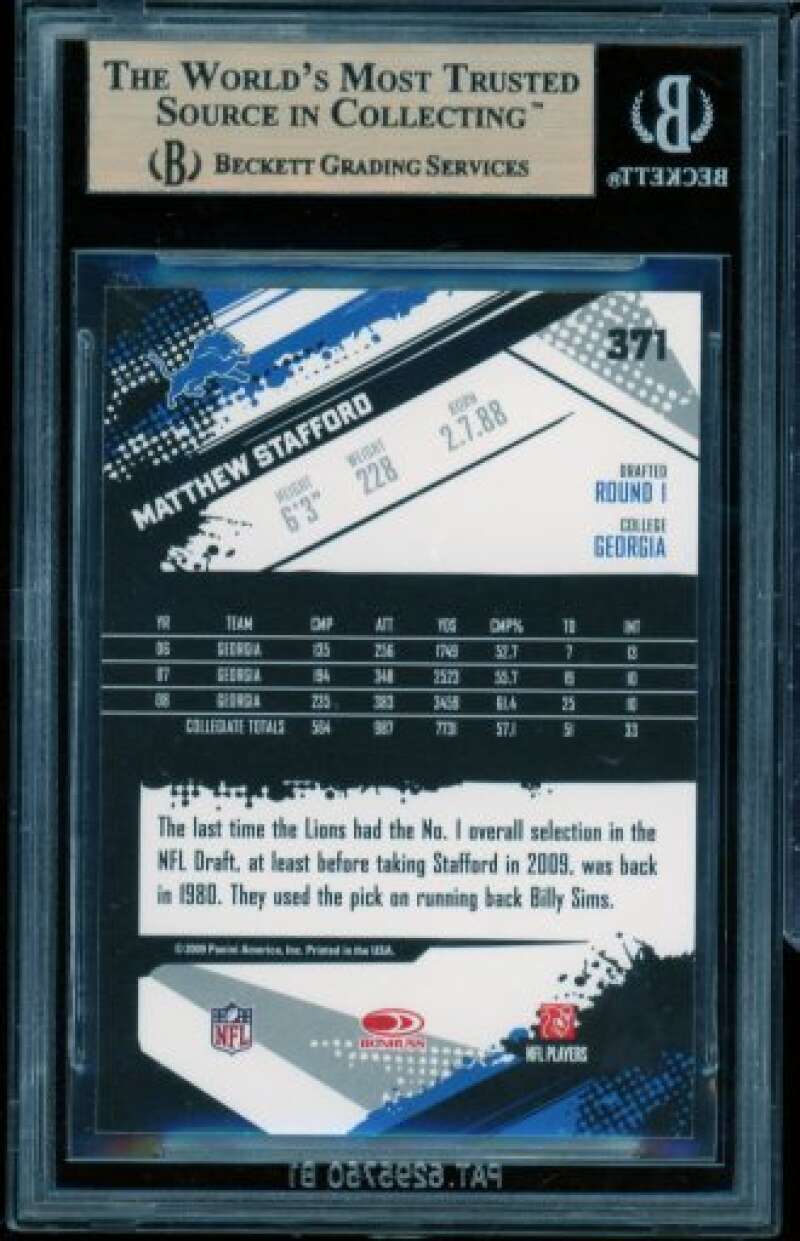 THE WORLD'S MOST TRUSTED
SOURCE IN COLLECTING™
(B) BECKETT GRADING SERVICES
B
BECKETT®
371
MATTHEW STAFFORD
HEIGHT
6'3"
WEIGHT
228
BORN
2.7.88
DRAFTED
ROUND 1
COLLEGE
GEORGIA
YR TEAM CMP ATT YDS CMP% TD INT
06 GEORGIA 135 256 1749 52.7 7 13
07 GEORGIA 194 348 2523 55.7 19 10
08 GEORGIA 235 383 3459 61.4 25 10
COLLEGIATE TOTALS 564 987 7731 57.1 51 33
The last time the Lions had the No. 1 overall selection in the
NFL Draft, at least before taking Stafford in 2009, was back
in 1980. They used the pick on running back Billy Sims.
© 2009 Panini America, Inc. Printed in the USA.
NFL
DONRUSS
NFL PLAYERS
PAT. 6295750 B1